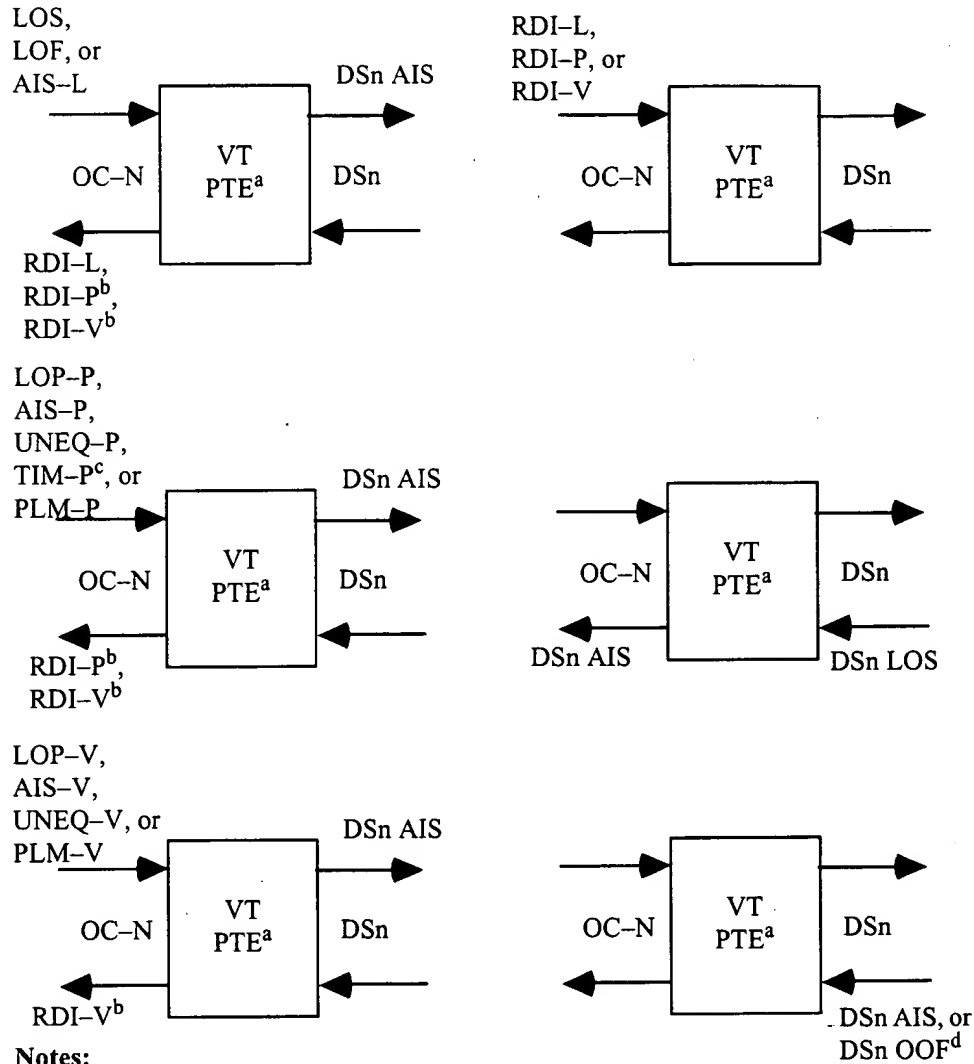 LOS,
LOF, or
AIS–L
DSn AIS
OC–N
VT
PTEᵃ
DSn
RDI–L,
RDI–Pᵇ,
RDI–Vᵇ
RDI–L,
RDI–P, or
RDI–V
OC–N
VT
PTEᵃ
DSn
LOP–P,
AIS–P,
UNEQ–P,
TIM–Pᶜ, or
PLM–P
DSn AIS
OC–N
VT
PTEᵃ
DSn
RDI–Pᵇ,
RDI–Vᵇ
OC–N
VT
PTEᵃ
DSn
DSn AIS
DSn LOS
LOP–V,
AIS–V,
UNEQ–V, or
PLM–V
DSn AIS
OC–N
VT
PTEᵃ
DSn
RDI–Vᵇ
OC–N
VT
PTEᵃ
DSn
DSn AIS, or
DSn OOFᵈ
Notes: